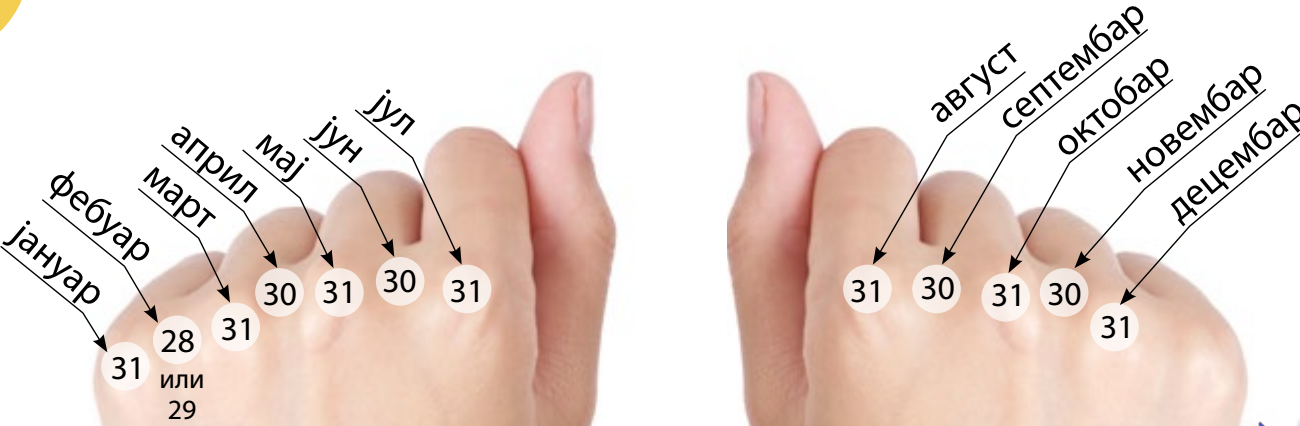 јануар
фебуар
март
април
мај
јун
јул
август
септембар
октобар
новембар
децембар
31
28
или
29
31
30
31
30
31
31
30
31
30
31